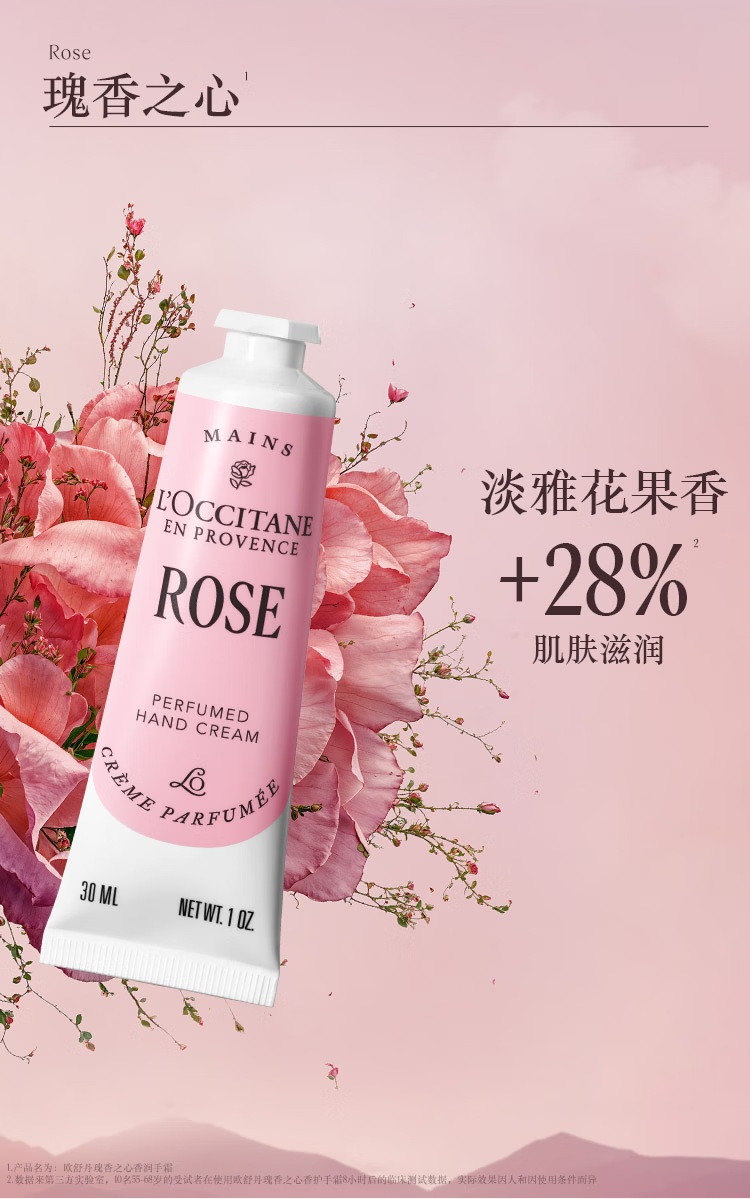 Rose
瑰香之心1
淡雅花果香
+28%2
肌肤滋润
MAINS
L'OCCITANE
EN PROVENCE
ROSE
PERFUMED
HAND CREAM
LO
CRÈME PARFUMÉE
30 ML NET WT. 1 OZ.
1.产品名为：欧舒丹瑰香之心香润手霜
2.数据来第三方实验室，10名55-68岁的受试者在使用欧舒丹瑰香之心香护手霜8小时后的临床测试数据，实际效果因人和因使用条件而异